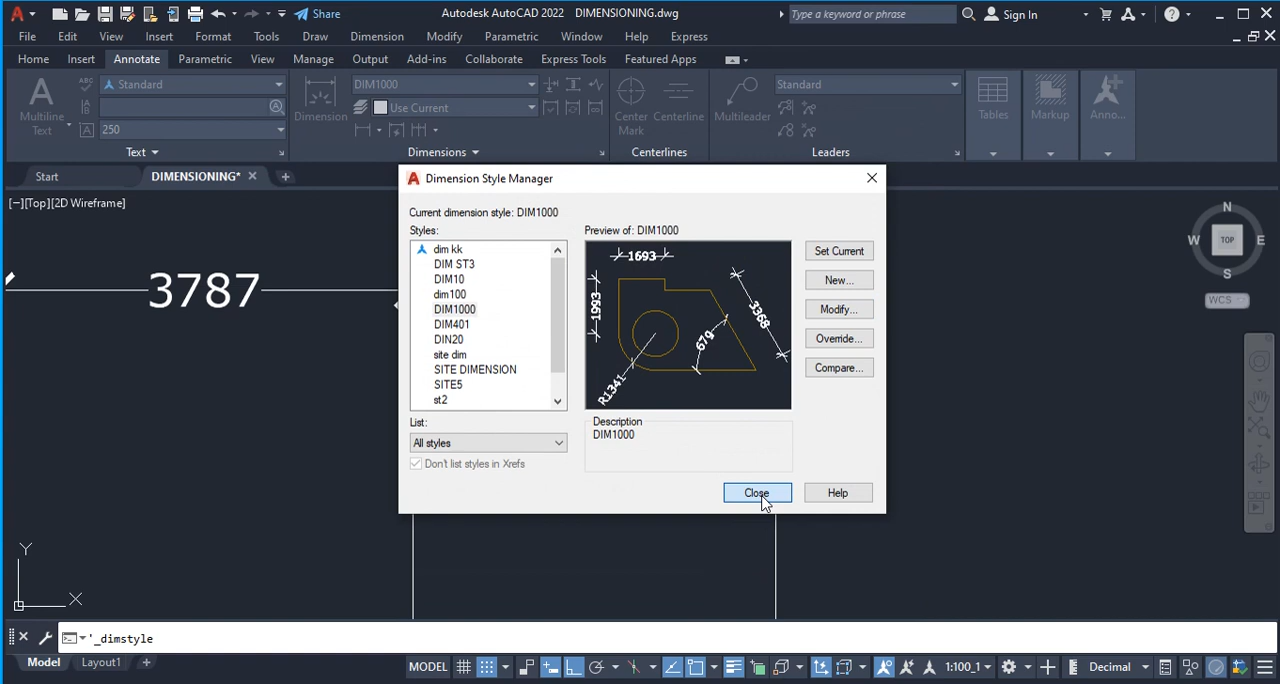 Share
Autodesk AutoCAD 2022 DIMENSIONING.dwg
Type a keyword or phrase
Sign In
File Edit View Insert Format Tools Draw Dimension Modify Parametric Window Help Express
Home Insert Annotate Parametric View Manage Output Add-ins Collaborate Express Tools Featured Apps
Standard
Multiline
Text
250
Text
Dimension
DIM1000
Use Current
Dimensions
Center
Mark
Centerline
Centerlines
Multileader
Standard
Leaders
Tables
Markup
Anno...
Start
DIMENSIONING*
[−][Top][2D Wireframe]
3787
Dimension Style Manager
Current dimension style: DIM1000
Styles:
dim kk
DIM ST3
DIM10
dim100
DIM1000
DIM401
DIN20
site dim
SITE DIMENSION
SITE5
st2
List:
All styles
Don't list styles in Xrefs
Preview of: DIM1000
1693
1993
3368
67g
R1341
Description
DIM1000
Set Current
New...
Modify...
Override...
Compare...
Close
Help
N
W TOP E
S
WCS
Y
X
'_dimstyle
Model Layout1
MODEL
1:100_1
Decimal